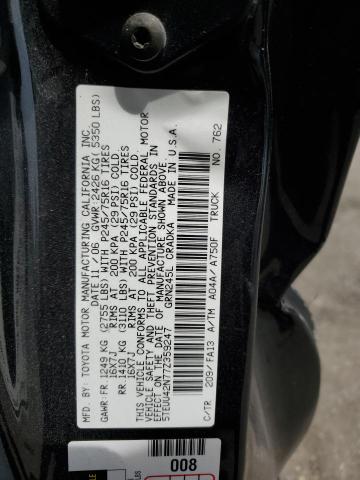 MFD. BY: TOYOTA MOTOR MANUFACTURING CALIFORNIA INC.
DATE 11 / 06 GVWR: 2426 KG( 5350 LBS)
GAWR: FR 1249 KG (2755 LBS) WITH P245/75R16 TIRES
16X7J RIMS AT 200 KPA (29 PSI) COLD.
RR 1410 KG (3110 LBS) WITH P245/75R16 TIRES
16X7J RIMS AT 200 KPA (29 PSI) COLD.
THIS VEHICLE CONFORMS TO ALL APPLICABLE FEDERAL MOTOR
VEHICLE SAFETY AND THEFT PREVENTION STANDARDS IN
EFFECT ON THE DATE OF MANUFACTURE SHOWN ABOVE.
5TEUU42N77Z359247 TRUCK
GRN245L CRADKA MADE IN U.S.A.
C/TR 209/FA13 A/TM A04A/A750F
NO. 762
LBS
008